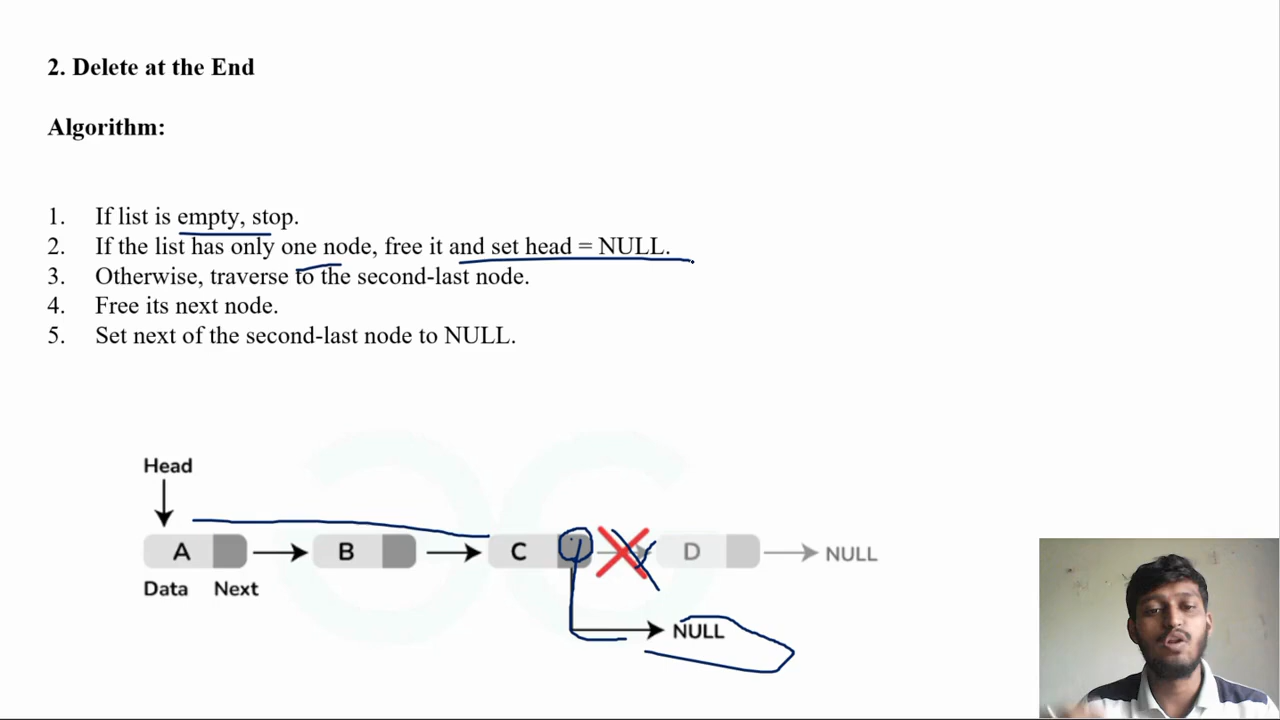 2. Delete at the End
Algorithm:
1. If list is empty, stop.
2. If the list has only one node, free it and set head = NULL.
3. Otherwise, traverse to the second-last node.
4. Free its next node.
5. Set next of the second-last node to NULL.
Head
A B C D NULL
Data Next
NULL